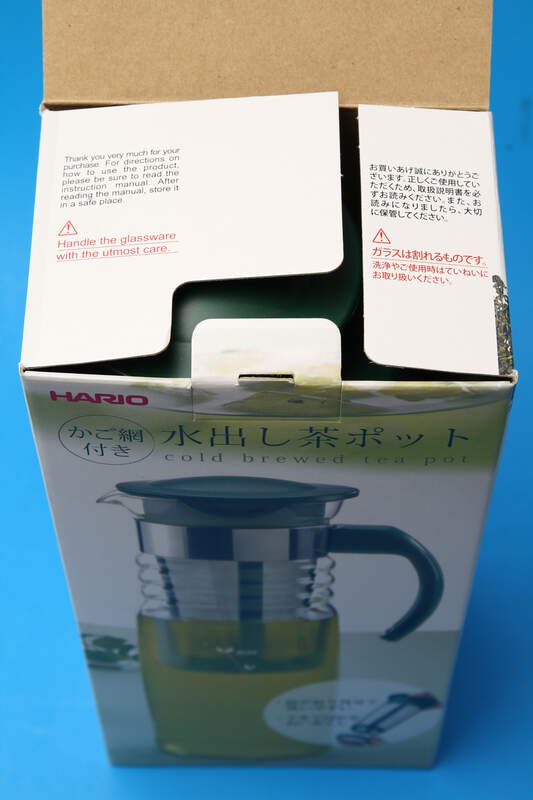 Thank you very much for your
purchase. For directions on
how to use the product,
please be sure to read the
instruction manual. After
reading the manual, store it
in a safe place.
Handle the glassware
with the utmost care.
お買いあげ誠にありがとうご
ざいます。正しくご使用してい
ただくため、取扱説明書を必
ずお読みください。また、お
読みになりましたら、大切
に保管してください。
ガラスは割れるものです。
洗浄やご使用時はていねいに
お取り扱いください。
HARIO
かご網
付き
水出し茶ポット
cold brewed tea pot